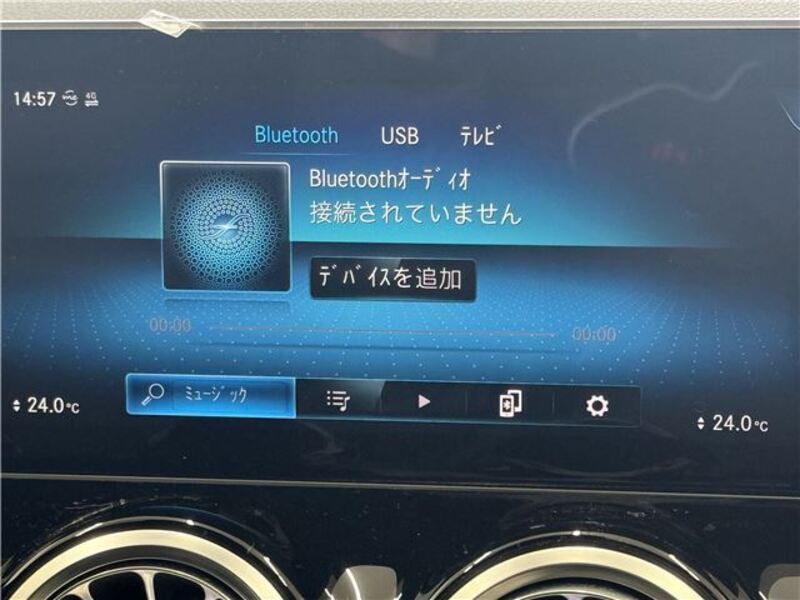 14:57 me 4G
Bluetooth USB ﾃﾚﾋﾞ
Bluetoothｵｰﾃﾞｨｵ
接続されていません
ﾃﾞﾊﾞｲｽを追加
00:00 00:00
ﾐｭｰｼﾞｯｸ
24.0°C 24.0°C